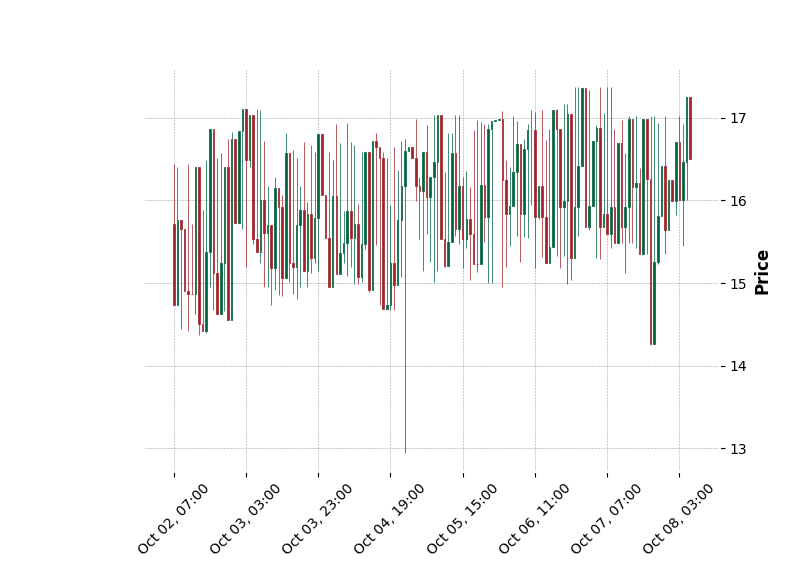 17
16
15
14
13
Price
Oct 02, 07:00
Oct 03, 03:00
Oct 03, 23:00
Oct 04, 19:00
Oct 05, 15:00
Oct 06, 11:00
Oct 07, 07:00
Oct 08, 03:00